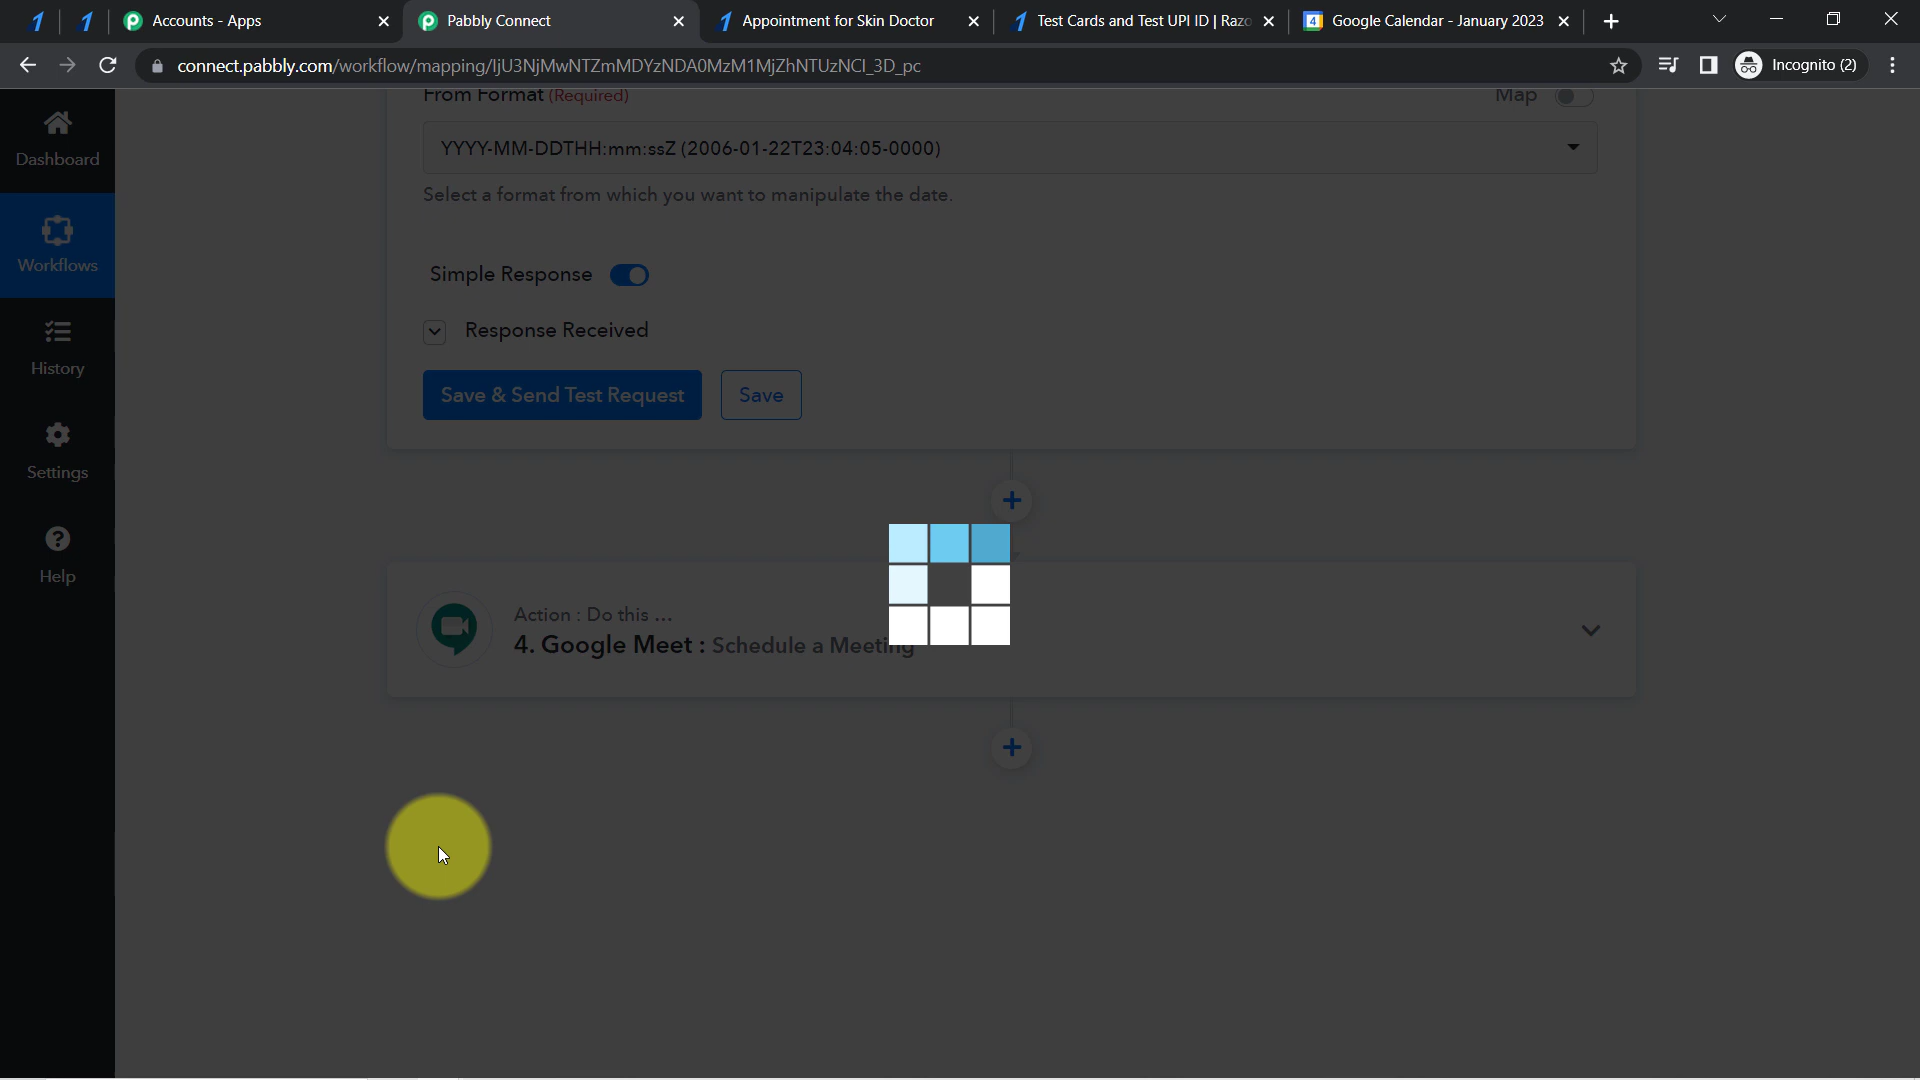 Accounts - Apps
Pabbly Connect
Appointment for Skin Doctor
Test Cards and Test UPI ID | Razo
4
Google Calendar - January 2023
connect.pabbly.com/workflow/mapping/IjU3NjMwNTZmMDYzNDA0MzM1MjZhNTUzNCI_3D_pc
Incognito (2)
From Format (Required)
Map
Dashboard
YYYY-MM-DDTHH:mm:ssZ (2006-01-22T23:04:05-0000)
Select a format from which you want to manipulate the date.
Workflows
Simple Response
Response Received
History
Save & Send Test Request
Save
Settings
Help
Action : Do this ...
4. Google Meet : Schedule a Meeting